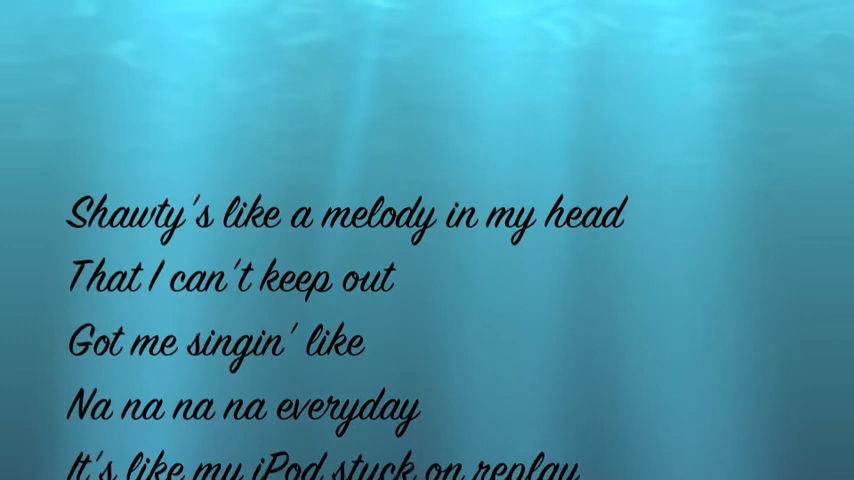 Shawty's like a melody in my head
That I can't keep out
Got me singin' like
Na na na na everyday
It's like my iPod stuck on replay